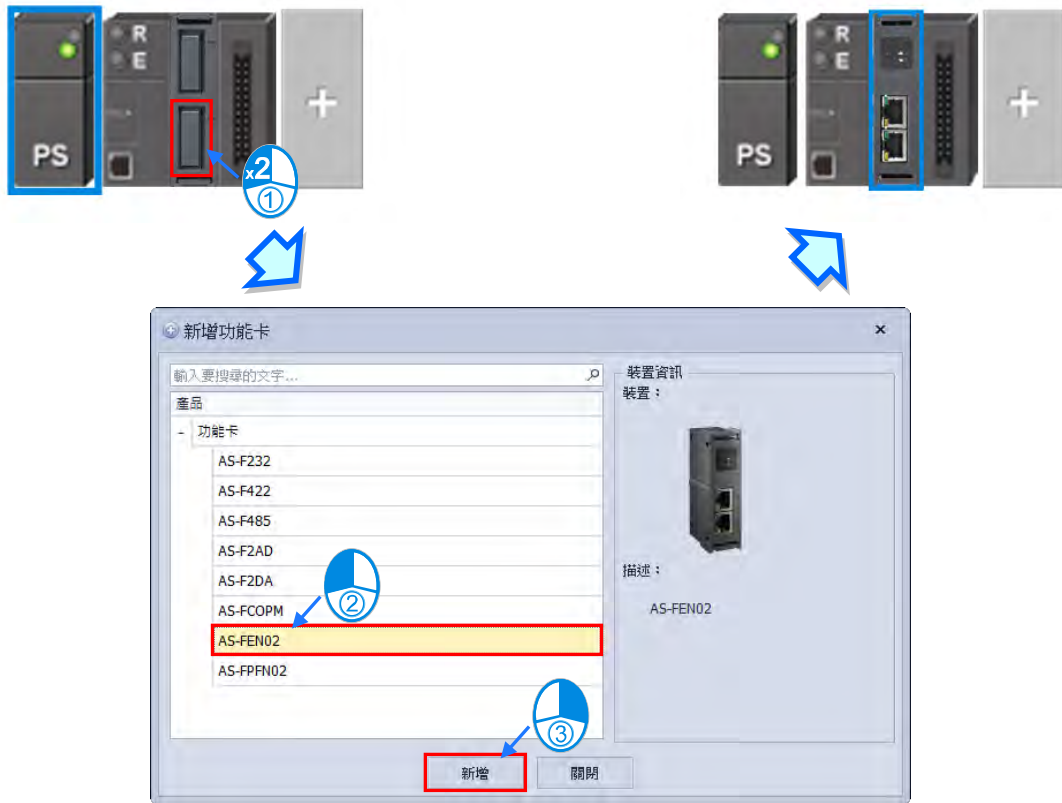 R
E
PS
+
x2
①
R
E
PS
+
新增功能卡
×
輸入要搜尋的文字...
產品
- 功能卡
AS-F232
AS-F422
AS-F485
AS-F2AD
AS-F2DA
AS-FCOPM
②
AS-FEN02
AS-FPFN02
裝置資訊
裝置：
描述：
AS-FEN02
③
新增
關閉